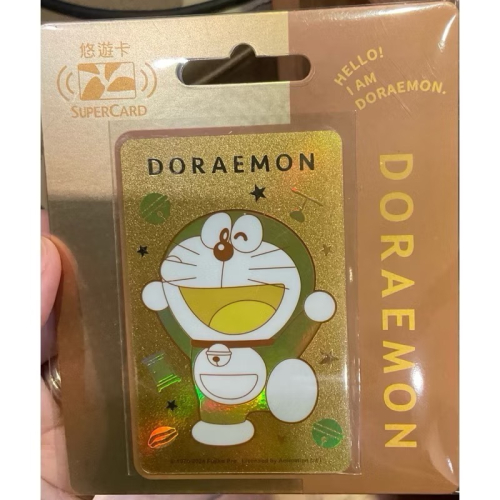 悠遊卡
SUPERCARD
HELLO!
I AM
DORAEMON.
DORAEMON
DORAEMON